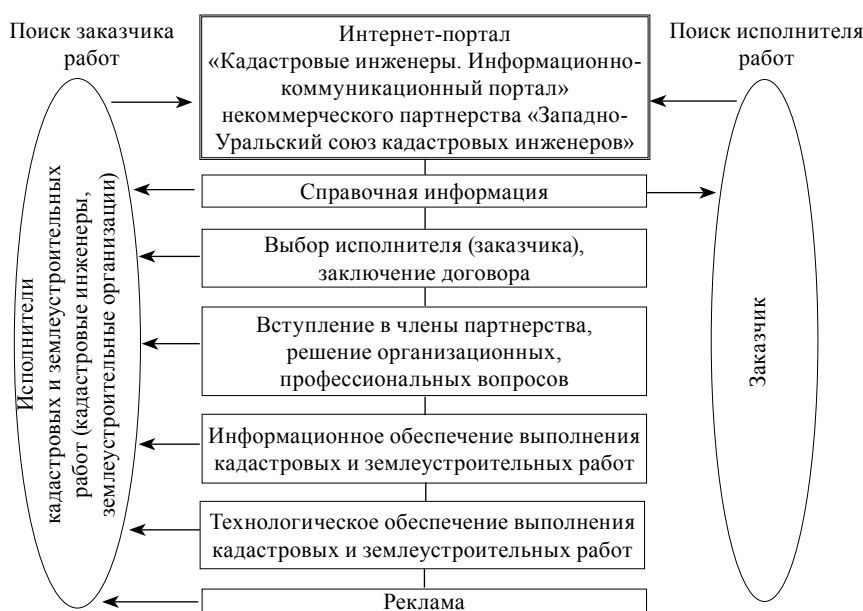 Поиск заказчика
работ
Интернет-портал
«Кадастровые инженеры. Информационно-
коммуникационный портал»
некоммерческого партнерства «Западно-
Уральский союз кадастровых инженеров»
Поиск исполнителя
работ
Исполнители
кадастровых и землеустроительных
работ (кадастровые инженеры,
землеустроительные организации)
Справочная информация
Выбор исполнителя (заказчика),
заключение договора
Вступление в члены партнерства,
решение организационных,
профессиональных вопросов
Информационное обеспечение выполнения
кадастровых и землеустроительных работ
Технологическое обеспечение выполнения
кадастровых и землеустроительных работ
Реклама
Заказчик